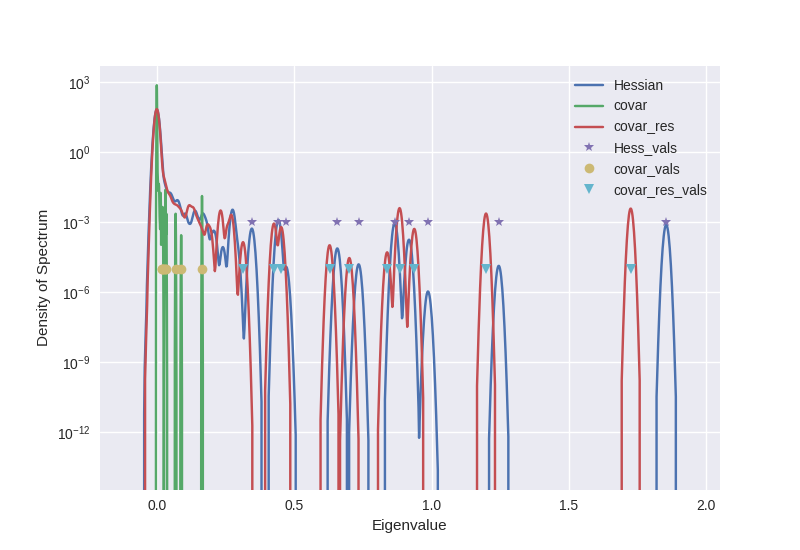 10^3
10^0
10^−3
10^−6
10^−9
10^−12
Density of Spectrum
Hessian
covar
covar_res
Hess_vals
covar_vals
covar_res_vals
0.0 0.5 1.0 1.5 2.0
Eigenvalue